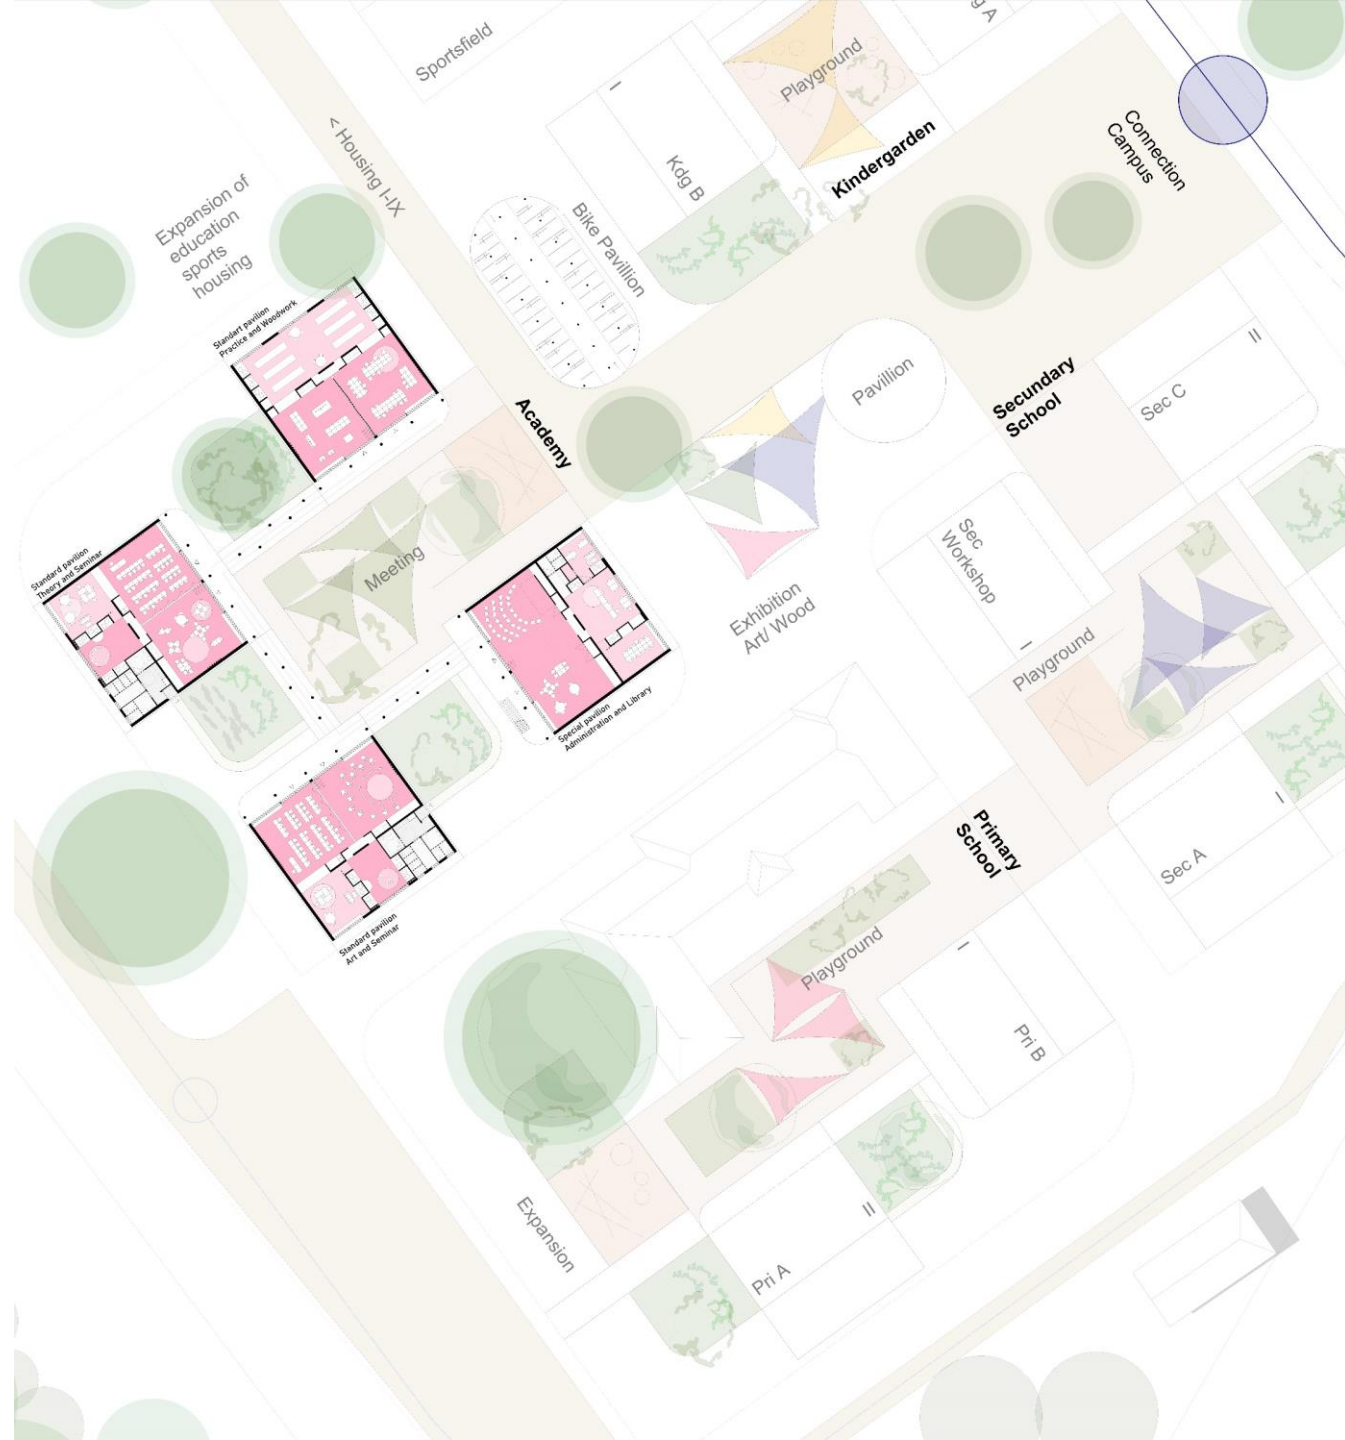 Sportsfield
g A
Playground
< Housing I-IX
Kindergarden
Connection
Campus
Kdg B
I
Expansion of
education
sports
housing
Bike Pavillion
Standart pavilion
Practice and Woodwork
Pavillion
Secundary
School
II
Sec C
Academy
Meeting
Standard pavilion
Theory and Seminar
Exhibition
Art/ Wood
Sec
Workshop
I
Playground
Special pavilion
Administration and Library
Primary
School
I
Sec A
Standard pavilion
Art and Seminar
Playground
I
Pri B
Expansion
II
Pri A